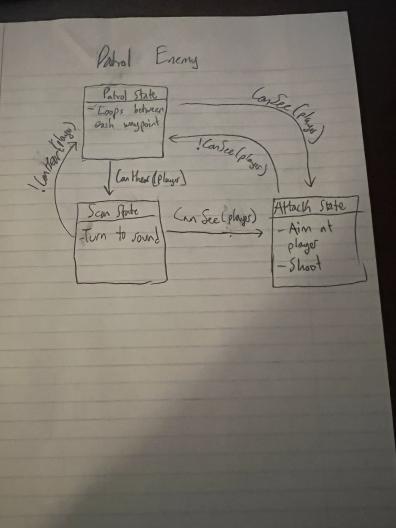 Patrol Enemy
Patrol State
- Loops between
each waypoint
CanSee(player)
!CanSee(player)
!CanHear(player)
CanHear(player)
Scan State
- Turn to sound
CanSee(player)
Attack State
- Aim at
player
- Shoot